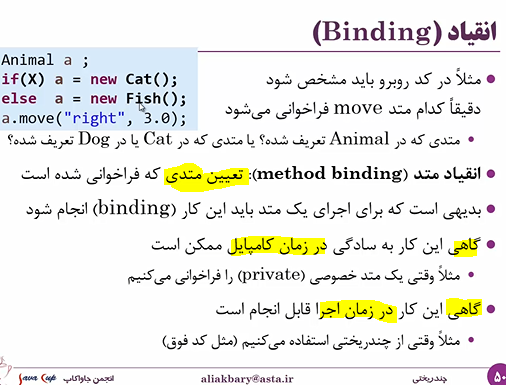 انقیاد (Binding)
Animal a ;
if(X) a = new Cat();
else a = new Fish();
a.move("right", 3.0);
مثلاً در کد روبرو باید مشخص شود
دقیقاً کدام متد move فراخوانی می‌شود
متدی که در Animal تعریف شده؟ یا متدی که در Cat یا در Dog تعریف شده؟
انقیاد متد (method binding): تعیین متدی که فراخوانی شده است
بدیهی است که برای اجرای یک متد باید این کار (binding) انجام شود
گاهی این کار به سادگی در زمان کامپایل ممکن است
مثلاً وقتی یک متد خصوصی (private) را فراخوانی می‌کنیم
گاهی این کار در زمان اجرا قابل انجام است
مثلاً وقتی از چندریختی استفاده می‌کنیم (مثل کد فوق)
۵۰
چندریختی
aliakbary@asta.ir
انجمن جاواکاپ
Java Cup